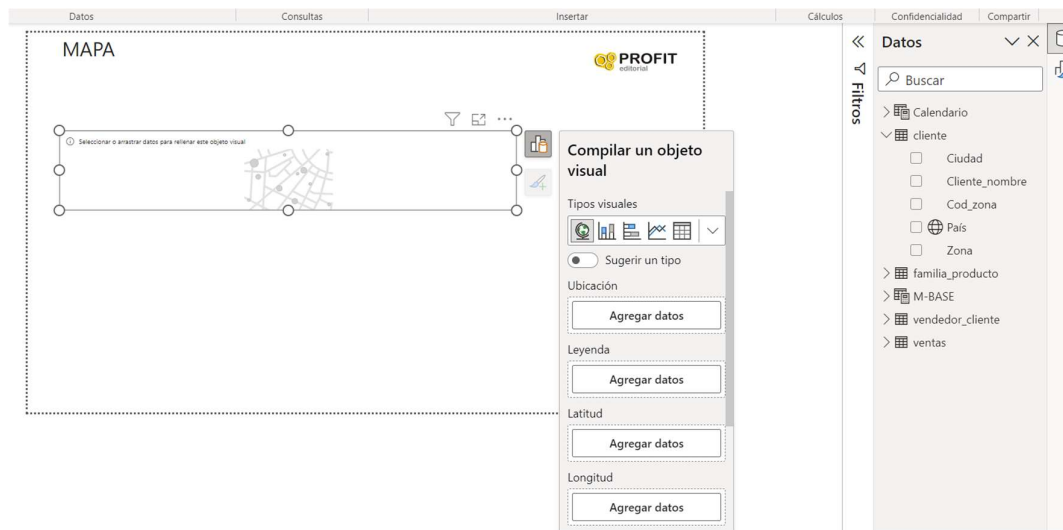 Datos Consultas Insertar Cálculos Confidencialidad Compartir
MAPA
PROFIT
editorial
Seleccionar o arrastrar datos para rellenar este objeto visual
Compilar un objeto
visual
Tipos visuales
Sugerir un tipo
Ubicación
Agregar datos
Leyenda
Agregar datos
Latitud
Agregar datos
Longitud
Agregar datos
Filtros
Datos
Buscar
Calendario
cliente
Ciudad
Cliente_nombre
Cod_zona
País
Zona
familia_producto
M-BASE
vendedor_cliente
ventas